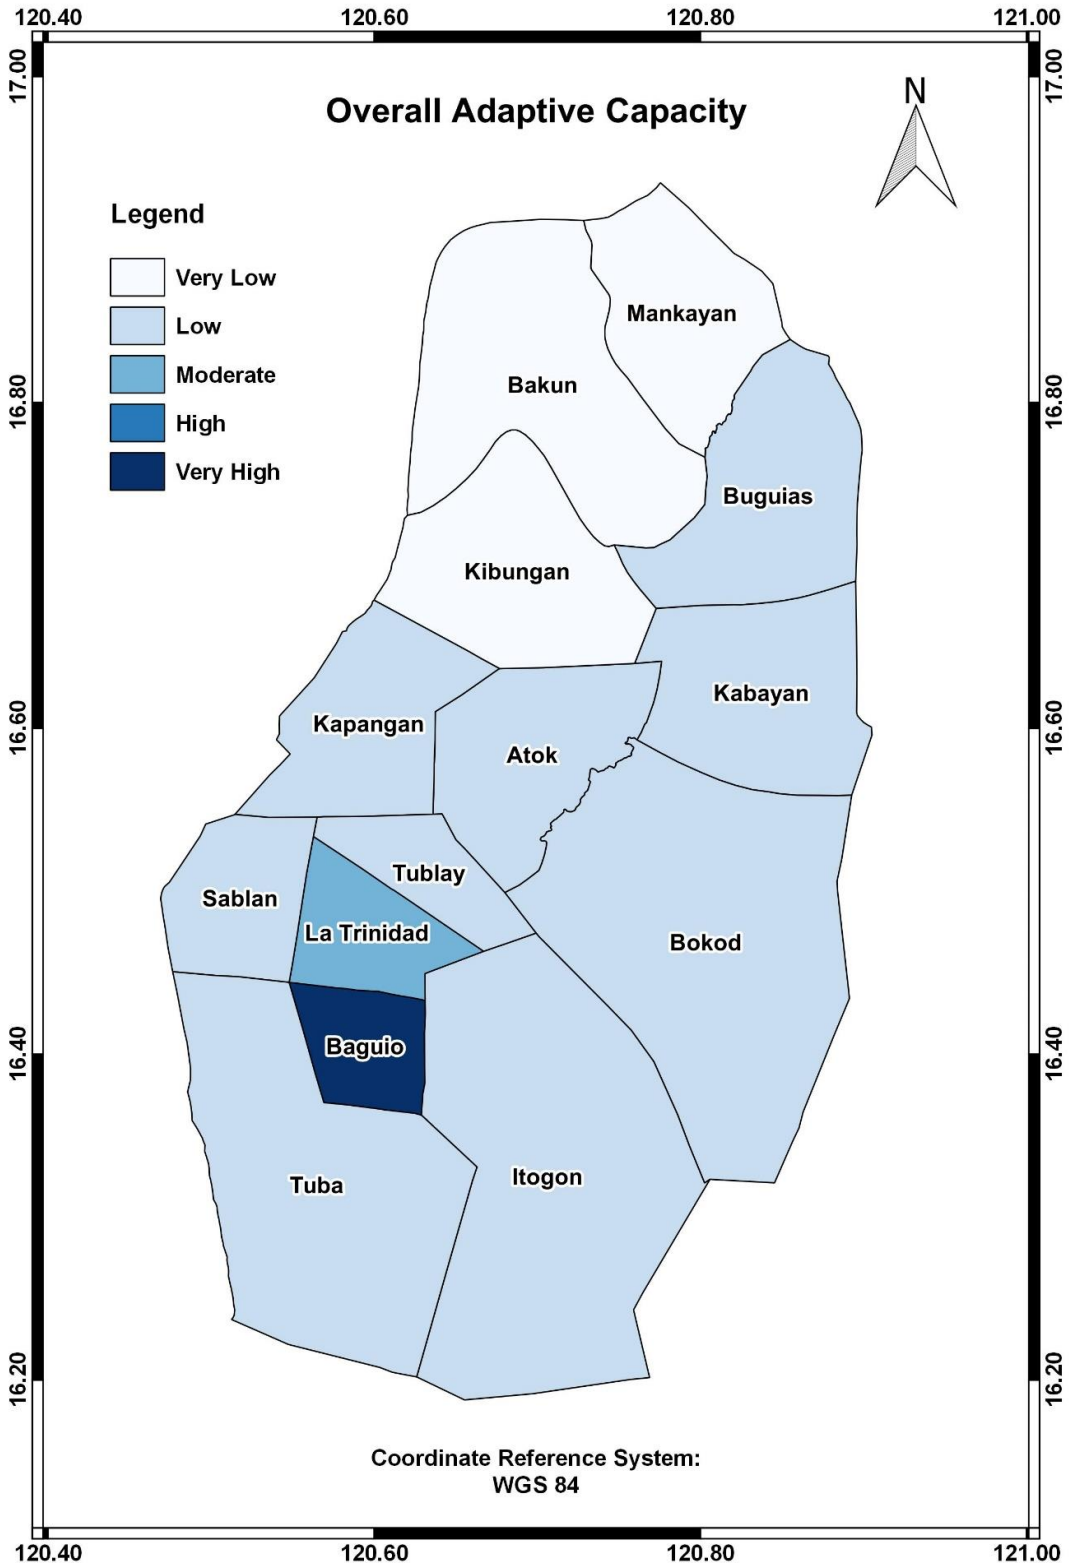 120.40 120.60 120.80 121.00
17.00 17.00
Overall Adaptive Capacity
N
Legend
Very Low
Low
Moderate
High
Very High
Mankayan
Bakun
16.80 16.80
Buguias
Kibungan
Kabayan
Kapangan
16.60 16.60
Atok
Tublay
Sablan
La Trinidad
Bokod
Baguio
16.40 16.40
Itogon
Tuba
16.20 16.20
Coordinate Reference System:
WGS 84
120.40 120.60 120.80 121.00